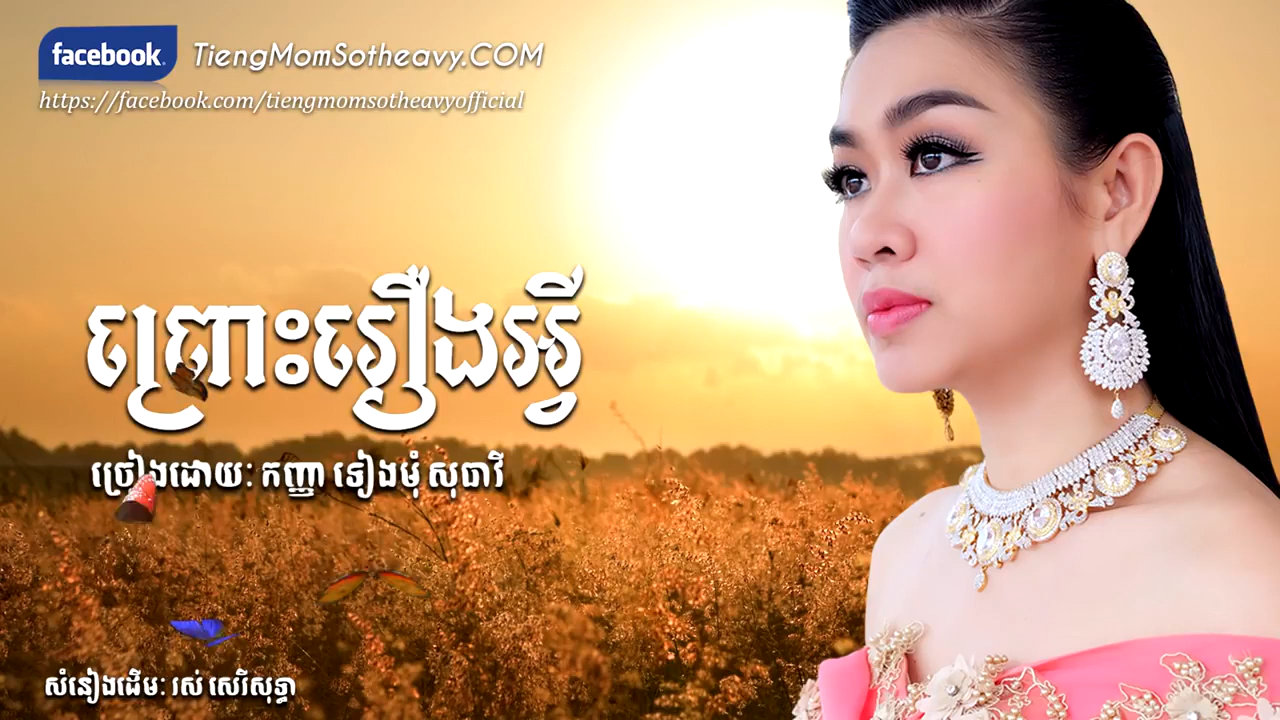 facebook. TiengMomSotheavy.COM
https://facebook.com/tiengmomsotheavyofficial
ព្រោះរឿងអ្វី
ច្រៀងដោយៈ កញ្ញា ទៀងមុំ សុធាវី
សំនៀងដើមៈ រស់ សេរីសុទ្ធា